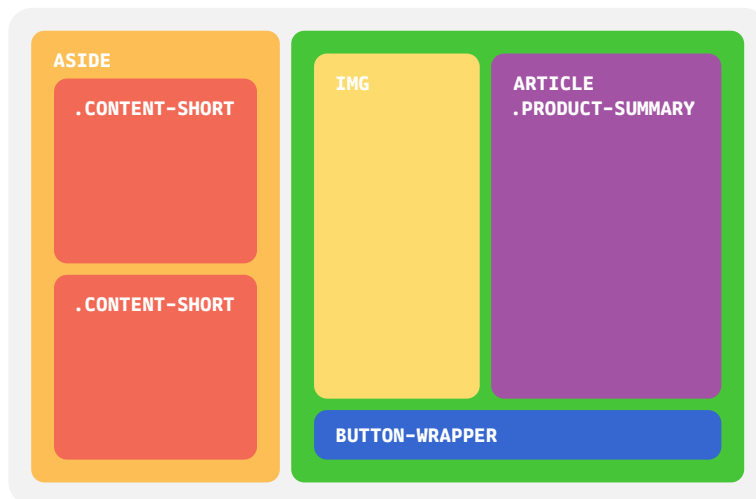 ASIDE
.CONTENT-SHORT
.CONTENT-SHORT
IMG
ARTICLE
.PRODUCT-SUMMARY
BUTTON-WRAPPER